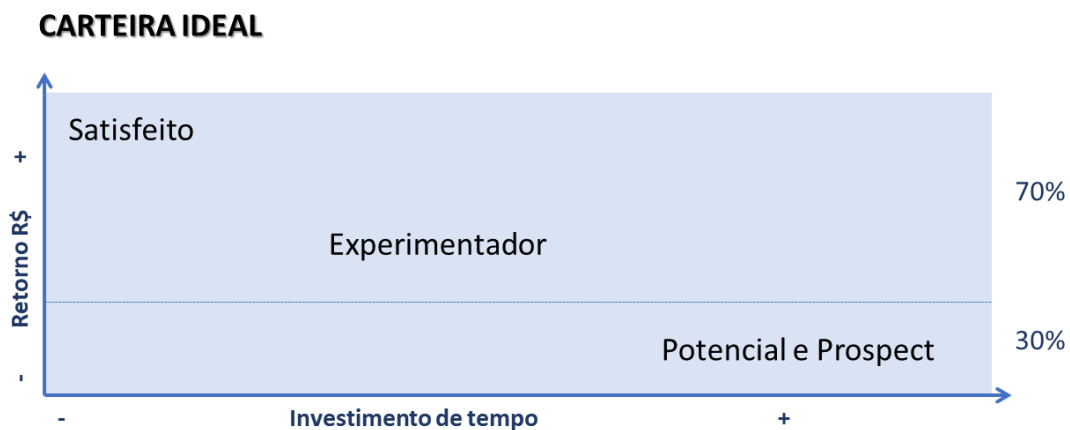 CARTEIRA IDEAL
Satisfeito
+
70%
Retorno R$
Experimentador
Potencial e Prospect
30%
-
- Investimento de tempo +